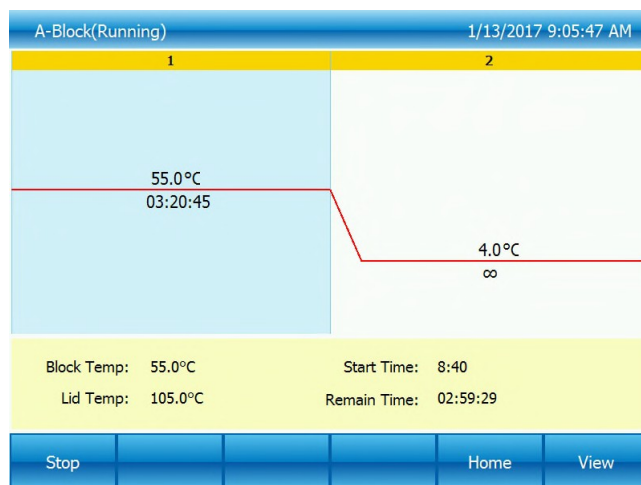 A-Block(Running) 1/13/2017 9:05:47 AM
1 2
55.0°C
03:20:45
4.0°C
∞
Block Temp: 55.0°C Start Time: 8:40
Lid Temp: 105.0°C Remain Time: 02:59:29
Stop Home View